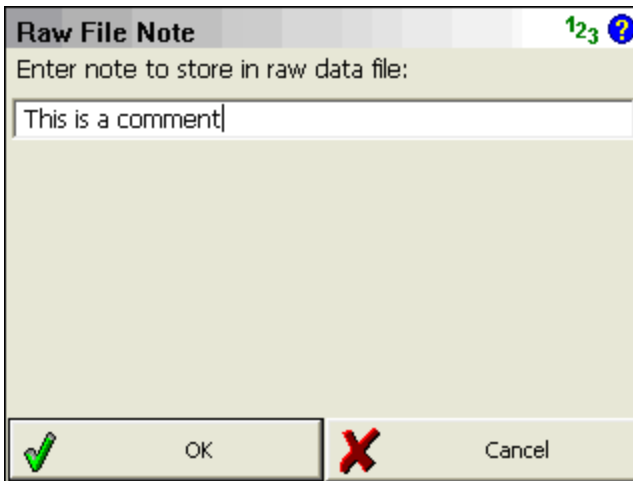 Raw File Note 123 ?
Enter note to store in raw data file:
This is a comment
OK Cancel